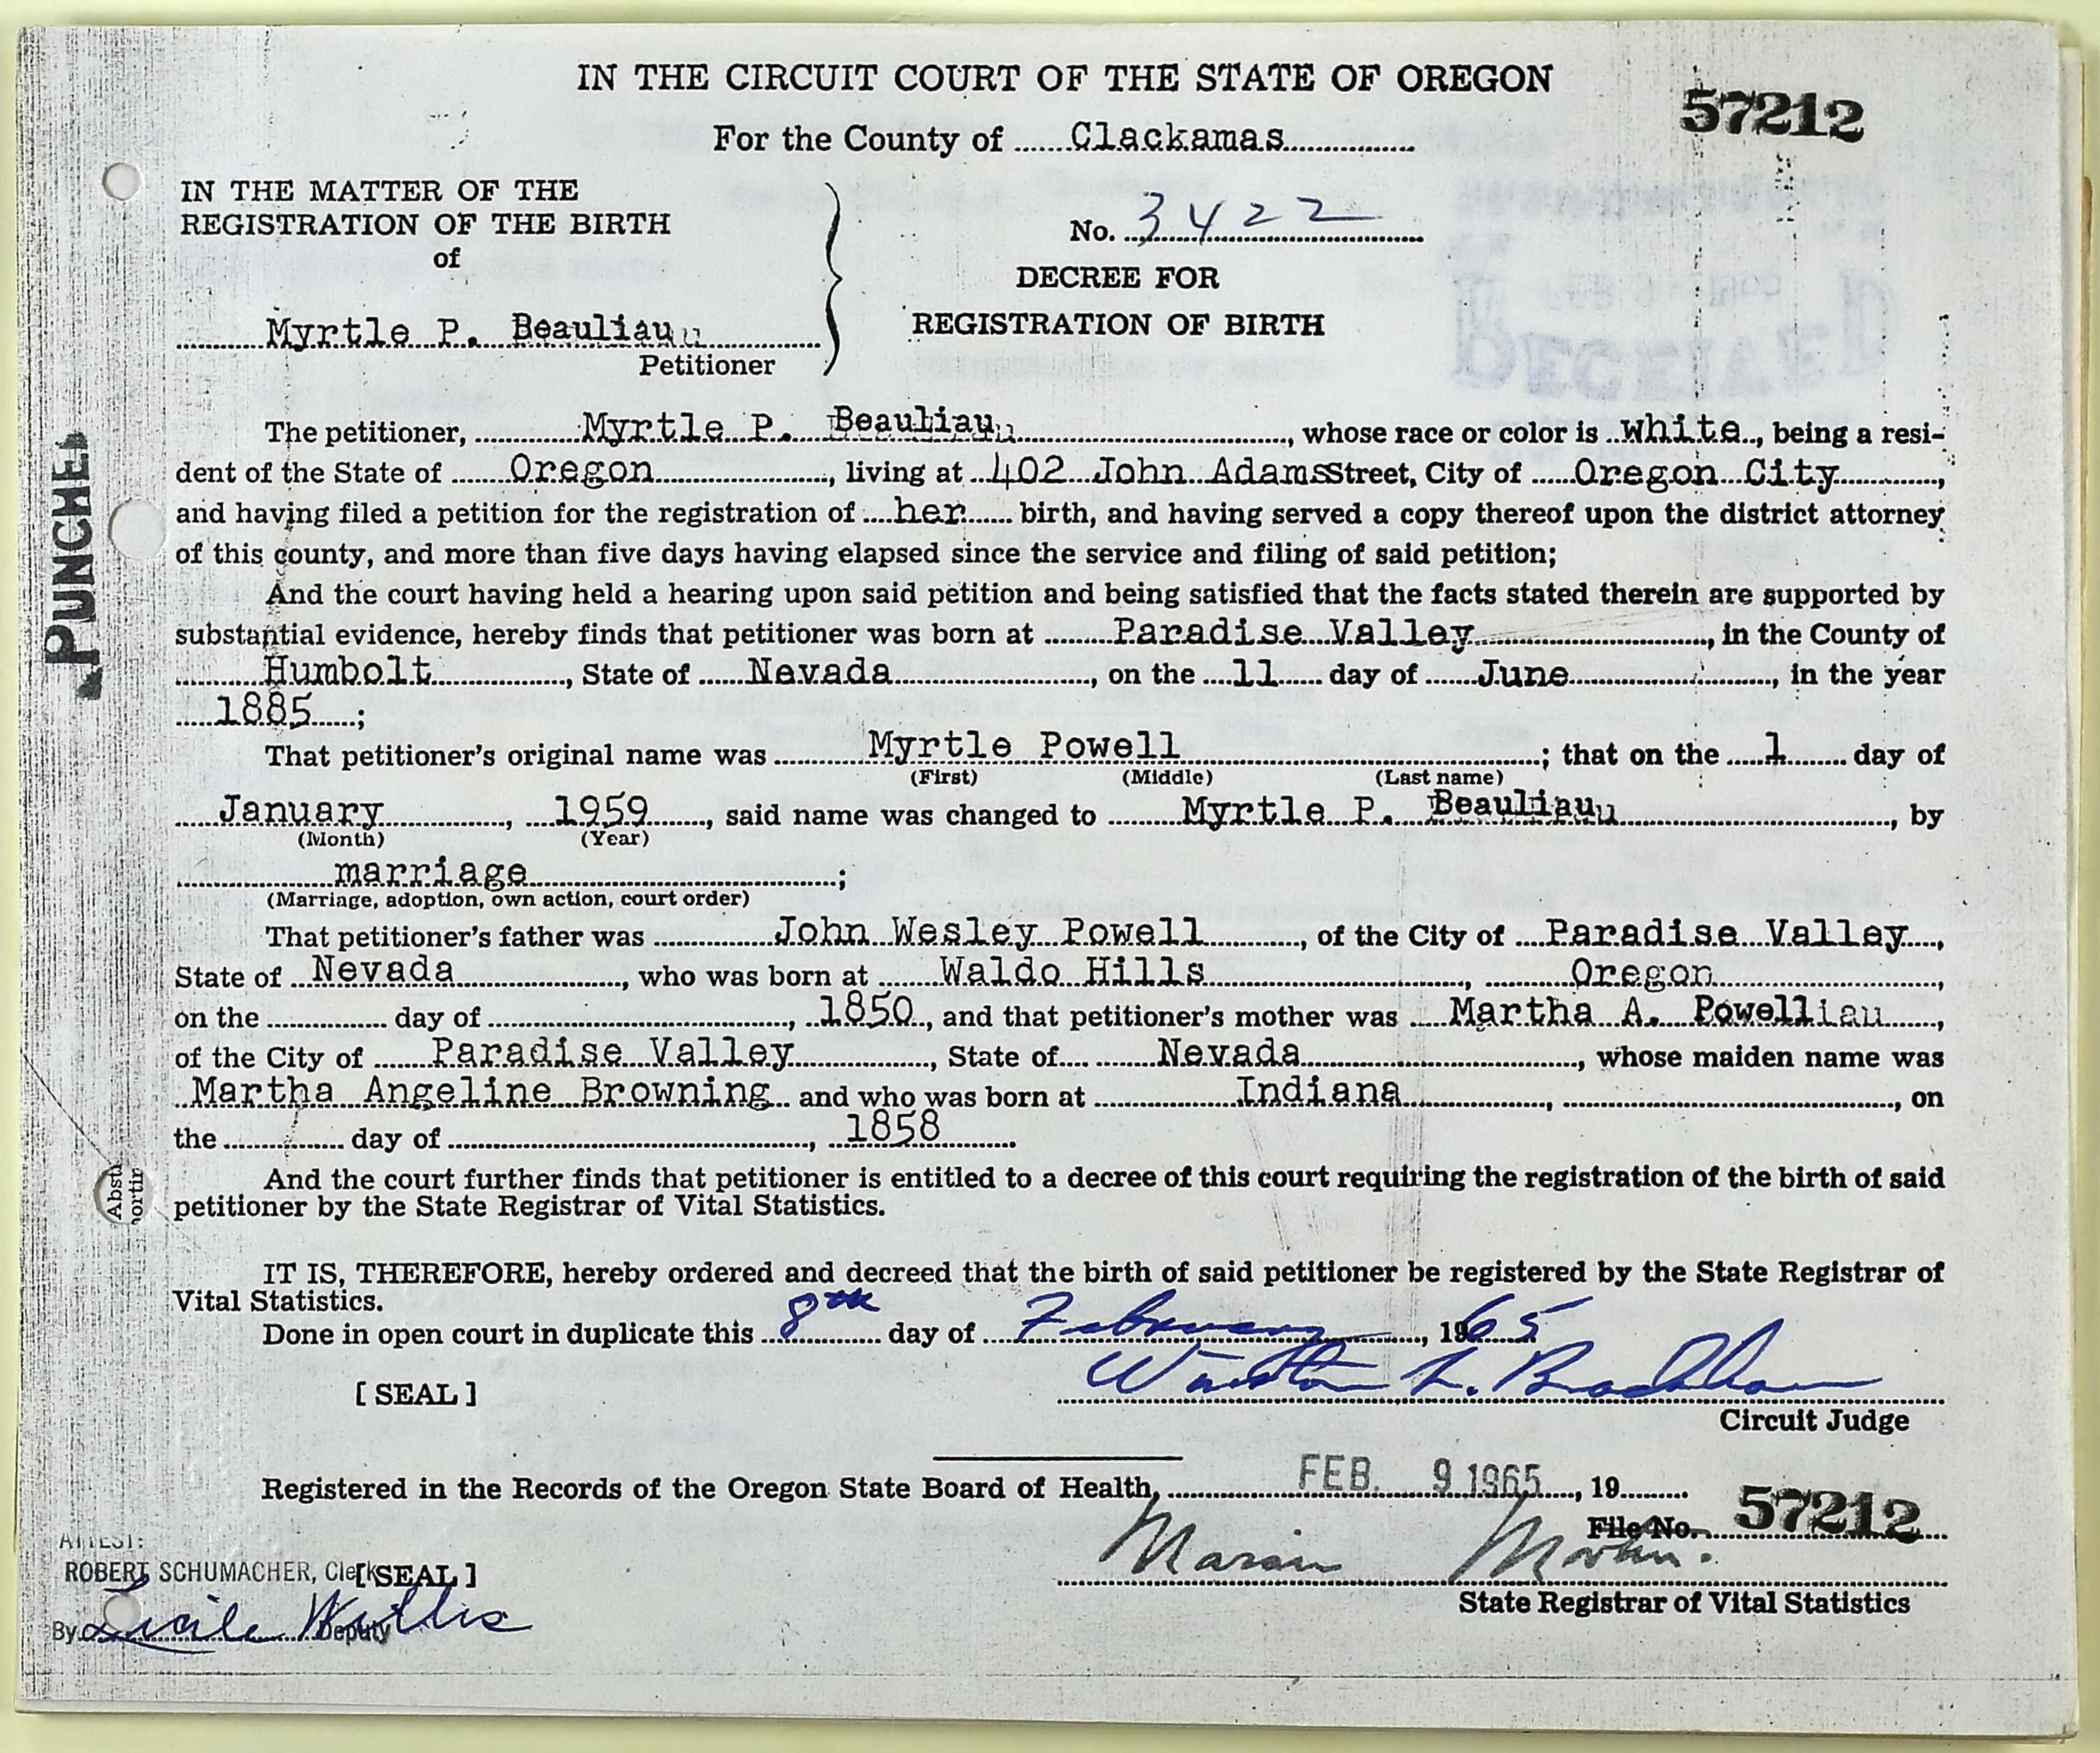 IN THE CIRCUIT COURT OF THE STATE OF OREGON
57212
For the County of Clackamas
IN THE MATTER OF THE
REGISTRATION OF THE BIRTH
of
Myrtle P. Beauliau
Petitioner
No. 3422
DECREE FOR
REGISTRATION OF BIRTH
RECEIVED
PUNCHED
The petitioner, Myrtle P. Beauliau, whose race or color is white, being a resi-
dent of the State of Oregon, living at 402 John Adams Street, City of Oregon City,
and having filed a petition for the registration of her birth, and having served a copy thereof upon the district attorney
of this county, and more than five days having elapsed since the service and filing of said petition;
And the court having held a hearing upon said petition and being satisfied that the facts stated therein are supported by
substantial evidence, hereby finds that petitioner was born at Paradise Valley, in the County of
Humbolt, State of Nevada, on the 11 day of June, in the year
1885;
That petitioner's original name was Myrtle Powell; that on the 1 day of
(First) (Middle) (Last name)
January, 1959, said name was changed to Myrtle P. Beauliau, by
(Month) (Year)
marriage;
(Marriage, adoption, own action, court order)
That petitioner's father was John Wesley Powell, of the City of Paradise Valley,
State of Nevada, who was born at Waldo Hills, Oregon,
on the day of , 1850, and that petitioner's mother was Martha A. Powell,
of the City of Paradise Valley, State of Nevada, whose maiden name was
Martha Angeline Browning and who was born at Indiana, , on
the day of , 1858
And the court further finds that petitioner is entitled to a decree of this court requiring the registration of the birth of said
petitioner by the State Registrar of Vital Statistics.
IT IS, THEREFORE, hereby ordered and decreed that the birth of said petitioner be registered by the State Registrar of
Vital Statistics.
Done in open court in duplicate this 8th day of February, 1965
[ SEAL ]
Circuit Judge
Registered in the Records of the Oregon State Board of Health, FEB. 9 1965, 19
File No. 57212
ATTEST:
ROBERT SCHUMACHER, Clerk [ SEAL ]
State Registrar of Vital Statistics
By Lucile Willis Deputy